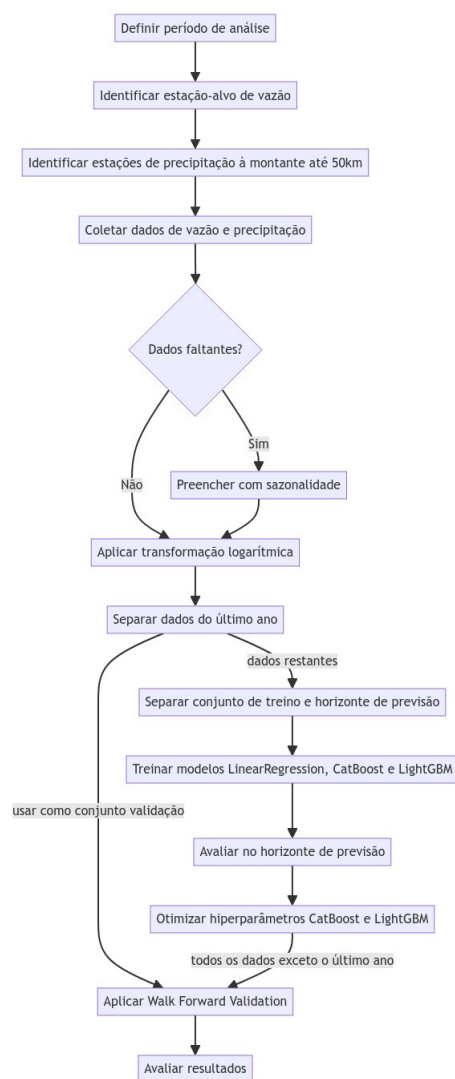 Definir período de análise
Identificar estação-alvo de vazão
Identificar estações de precipitação à montante até 50km
Coletar dados de vazão e precipitação
Dados faltantes?
Sim
Não
Preencher com sazonalidade
Aplicar transformação logarítmica
Separar dados do último ano
dados restantes
Separar conjunto de treino e horizonte de previsão
Treinar modelos LinearRegression, CatBoost e LightGBM
usar como conjunto validação
Avaliar no horizonte de previsão
Otimizar hiperparâmetros CatBoost e LightGBM
todos os dados exceto o último ano
Aplicar Walk Forward Validation
Avaliar resultados